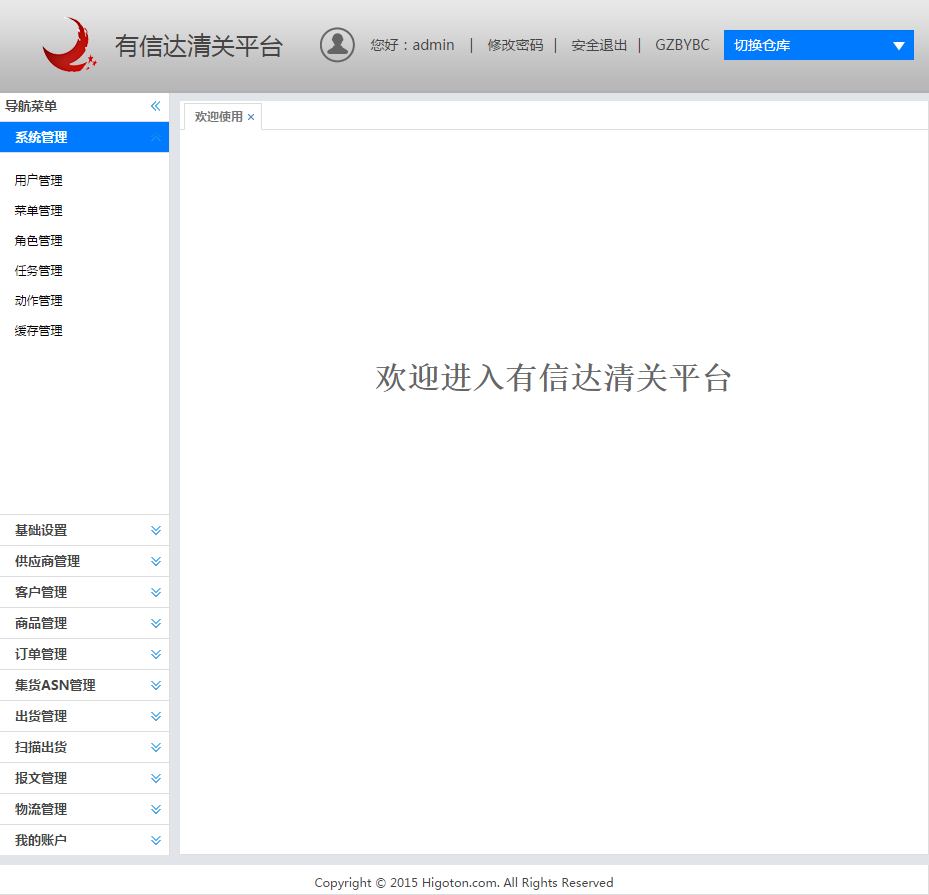 有信达清关平台
您好：admin | 修改密码 | 安全退出 | GZBYBC
切换仓库
导航菜单
系统管理
用户管理
菜单管理
角色管理
任务管理
动作管理
缓存管理
基础设置
供应商管理
客户管理
商品管理
订单管理
集货ASN管理
出货管理
扫描出货
报文管理
物流管理
我的账户
欢迎使用 ×
欢迎进入有信达清关平台
Copyright © 2015 Higoton.com. All Rights Reserved